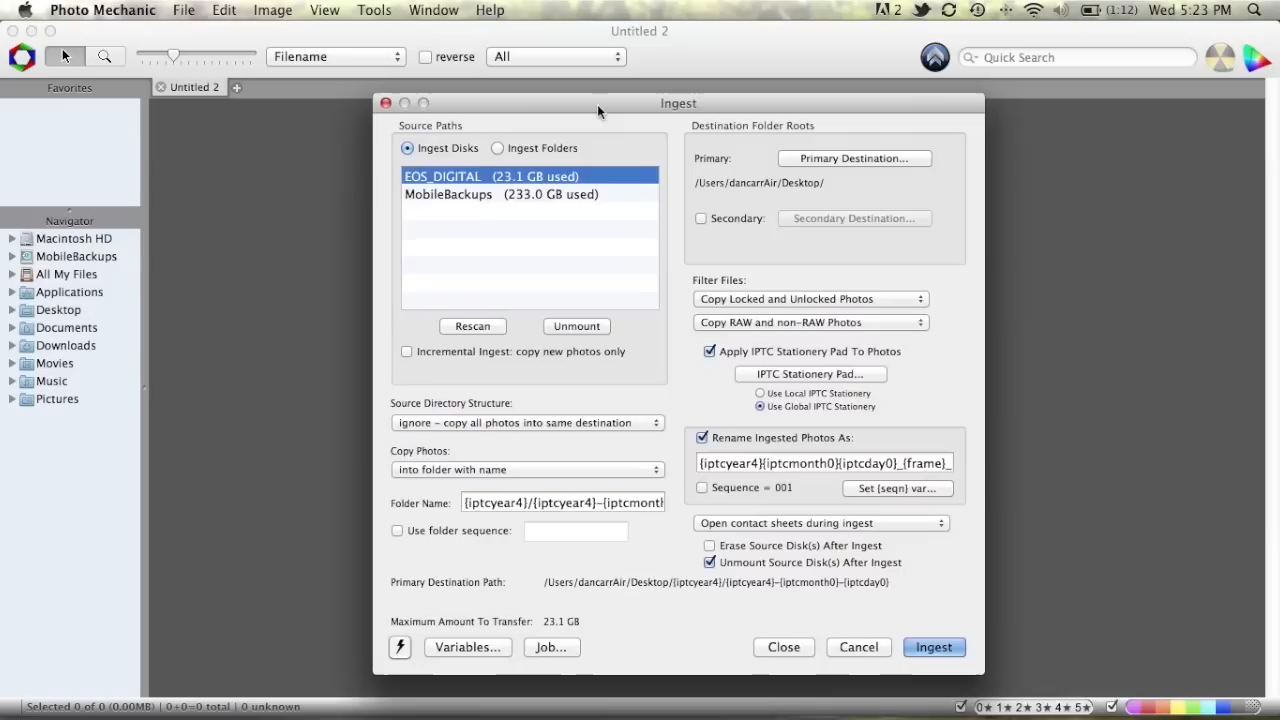 Photo Mechanic File Edit Image View Tools Window Help 2 (1:12) Wed 5:23 PM
Untitled 2
Filename reverse All Quick Search
Favorites Untitled 2
Ingest
Source Paths
Ingest Disks Ingest Folders
EOS_DIGITAL (23.1 GB used)
MobileBackups (233.0 GB used)
Rescan Unmount
Incremental Ingest: copy new photos only
Source Directory Structure:
ignore - copy all photos into same destination
Copy Photos:
into folder with name
Folder Name: {iptcyear4}/{iptcyear4}-{iptcmonth
Use folder sequence:
Destination Folder Roots
Primary: Primary Destination...
/Users/dancarrAir/Desktop/
Secondary: Secondary Destination...
Filter Files:
Copy Locked and Unlocked Photos
Copy RAW and non-RAW Photos
Apply IPTC Stationery Pad To Photos
IPTC Stationery Pad...
Use Local IPTC Stationery
Use Global IPTC Stationery
Rename Ingested Photos As:
{iptcyear4}{iptcmonth0}{iptcday0}_{frame}_
Sequence = 001 Set {seqn} var...
Open contact sheets during ingest
Erase Source Disk(s) After Ingest
Unmount Source Disk(s) After Ingest
Primary Destination Path: /Users/dancarrAir/Desktop/{iptcyear4}/{iptcyear4}-{iptcmonth0}-{iptcday0}
Maximum Amount To Transfer: 23.1 GB
Variables... Job... Close Cancel Ingest
Navigator
Macintosh HD
MobileBackups
All My Files
Applications
Desktop
Documents
Downloads
Movies
Music
Pictures
Selected 0 of 0 (0.00MB) 0+0=0 total 0 unknown 0★ 1★ 2★ 3★ 4★ 5★